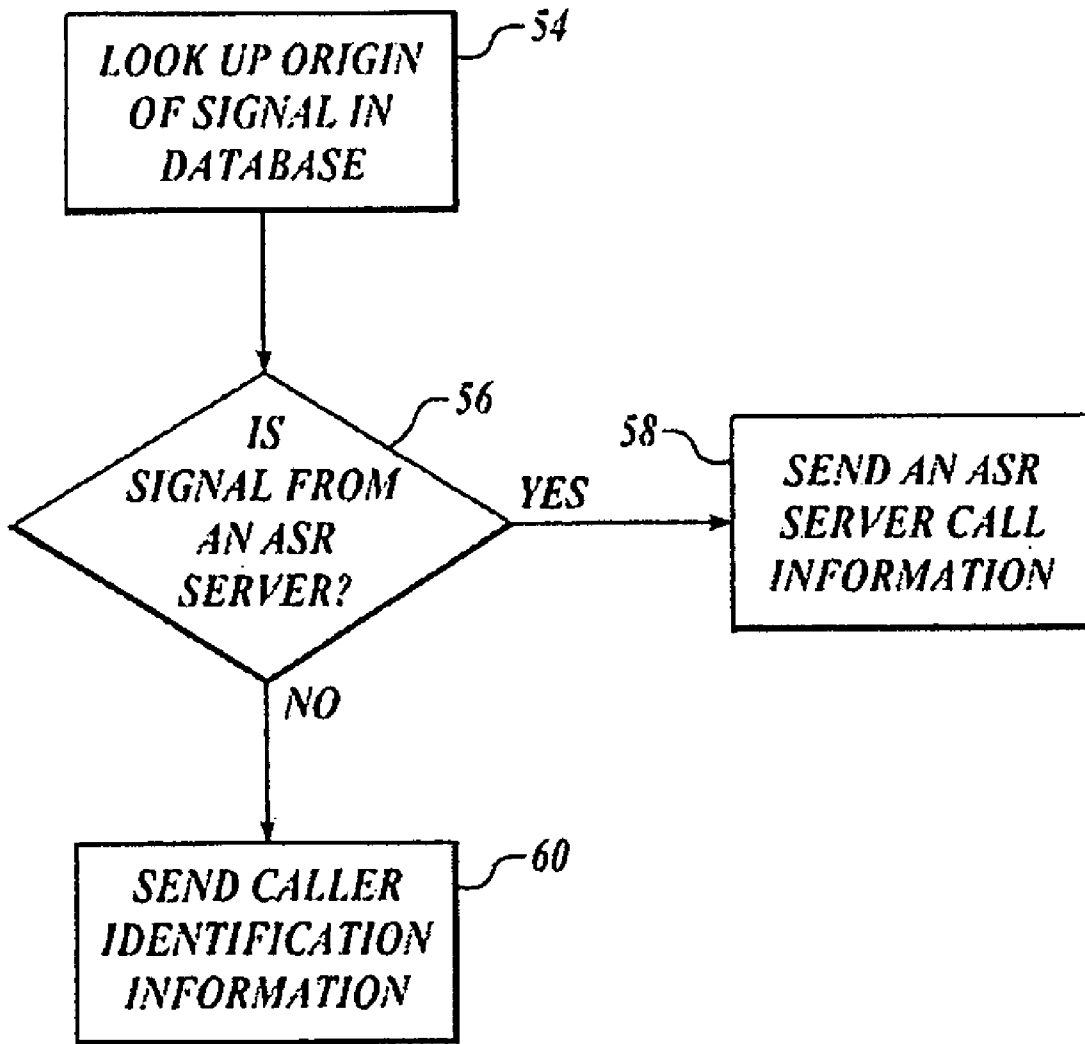 54
LOOK UP ORIGIN
OF SIGNAL IN
DATABASE
56
IS
SIGNAL FROM
AN ASR
SERVER?
YES
58
SEND AN ASR
SERVER CALL
INFORMATION
NO
60
SEND CALLER
IDENTIFICATION
INFORMATION